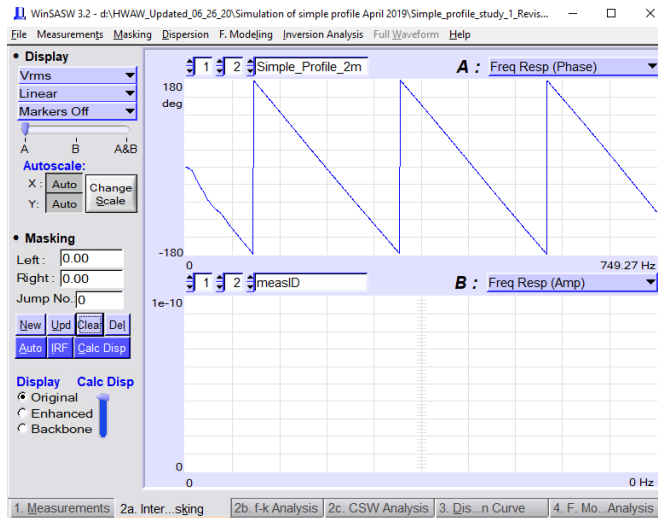 WinSASW 3.2 - d:\HWAW_Updated_06_26_20\Simulation of simple profile April 2019\Simple_profile_study_1_Revis...
File Measurements Masking Dispersion F. Modeling Inversion Analysis Full Waveform Help
• Display
Vrms
Linear
Markers Off
A B A&B
Autoscale:
X : Auto
Y: Auto
Change Scale
• Masking
Left : 0.00
Right : 0.00
Jump No.: 0
New Upd Clear Del
Auto IRF Calc Disp
Display Calc Disp
Original
Enhanced
Backbone
1 2 Simple_Profile_2m A : Freq Resp (Phase)
180
deg
-180
0 749.27 Hz
1 2 measID B : Freq Resp (Amp)
1e-10
0
0 0 Hz
1. Measurements 2a. Inter...sking 2b. f-k Analysis 2c. CSW Analysis 3. Dis...n Curve 4. F. Mo...Analysis